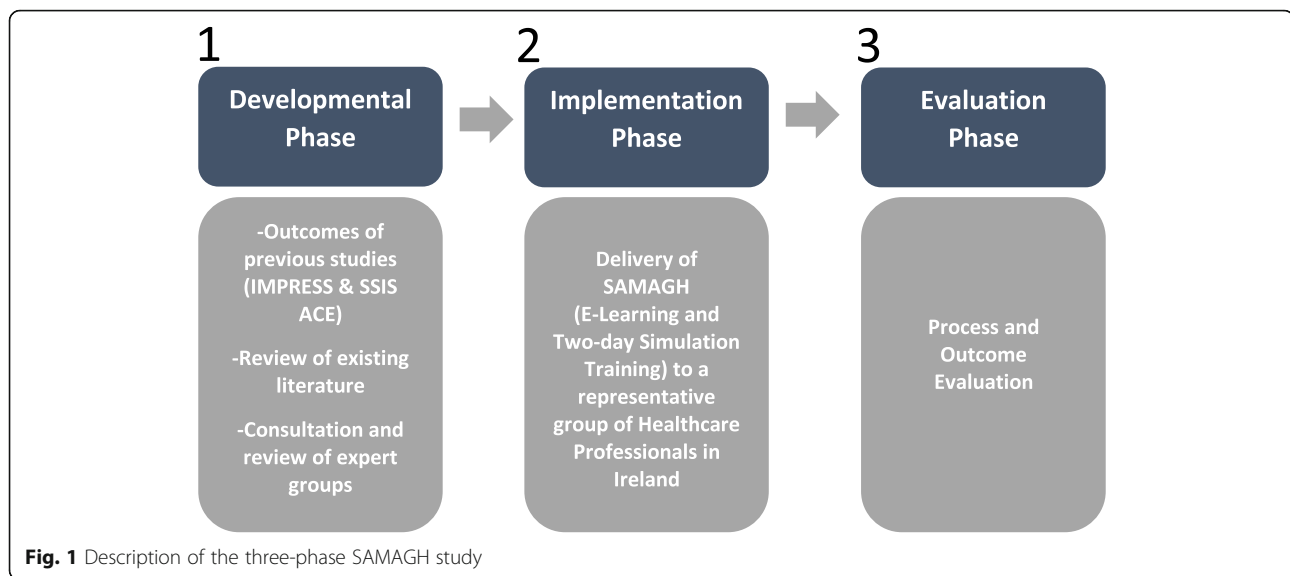 1
Developmental
Phase
2
Implementation
Phase
3
Evaluation
Phase
-Outcomes of
previous studies
(IMPRESS & SSIS
ACE)
-Review of existing
literature
-Consultation and
review of expert
groups
Delivery of
SAMAGH
(E-Learning and
Two-day Simulation
Training) to a
representative
group of Healthcare
Professionals in
Ireland
Process and
Outcome
Evaluation
Fig. 1 Description of the three-phase SAMAGH study